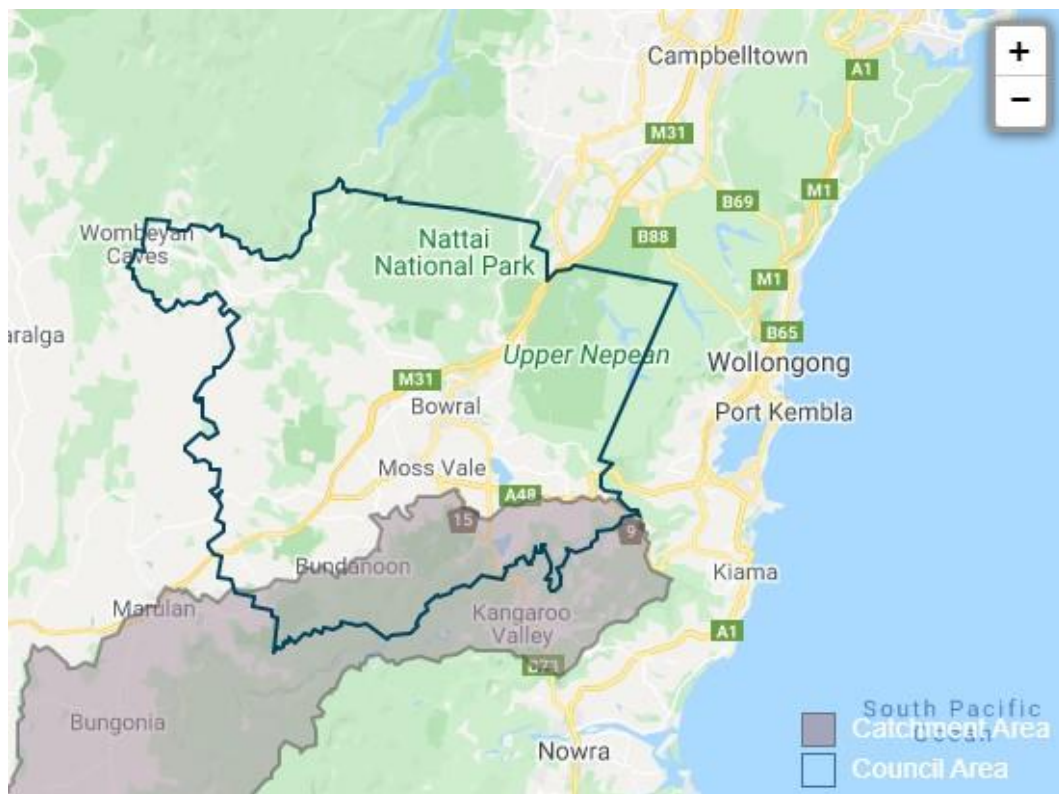 +
−
Campbelltown
A1
M31
M1
B69
Wombeyan
Caves
Nattai
National Park
B88
M1
aralga
B65
Upper Nepean
Wollongong
M31
Bowral
Port Kembla
Moss Vale
A48
15
9
Bundanoon
Kiama
Marulan
Kangaroo
Valley
A1
B73
Bungonia
South Pacific
Ocean
Catchment Area
Nowra
Council Area